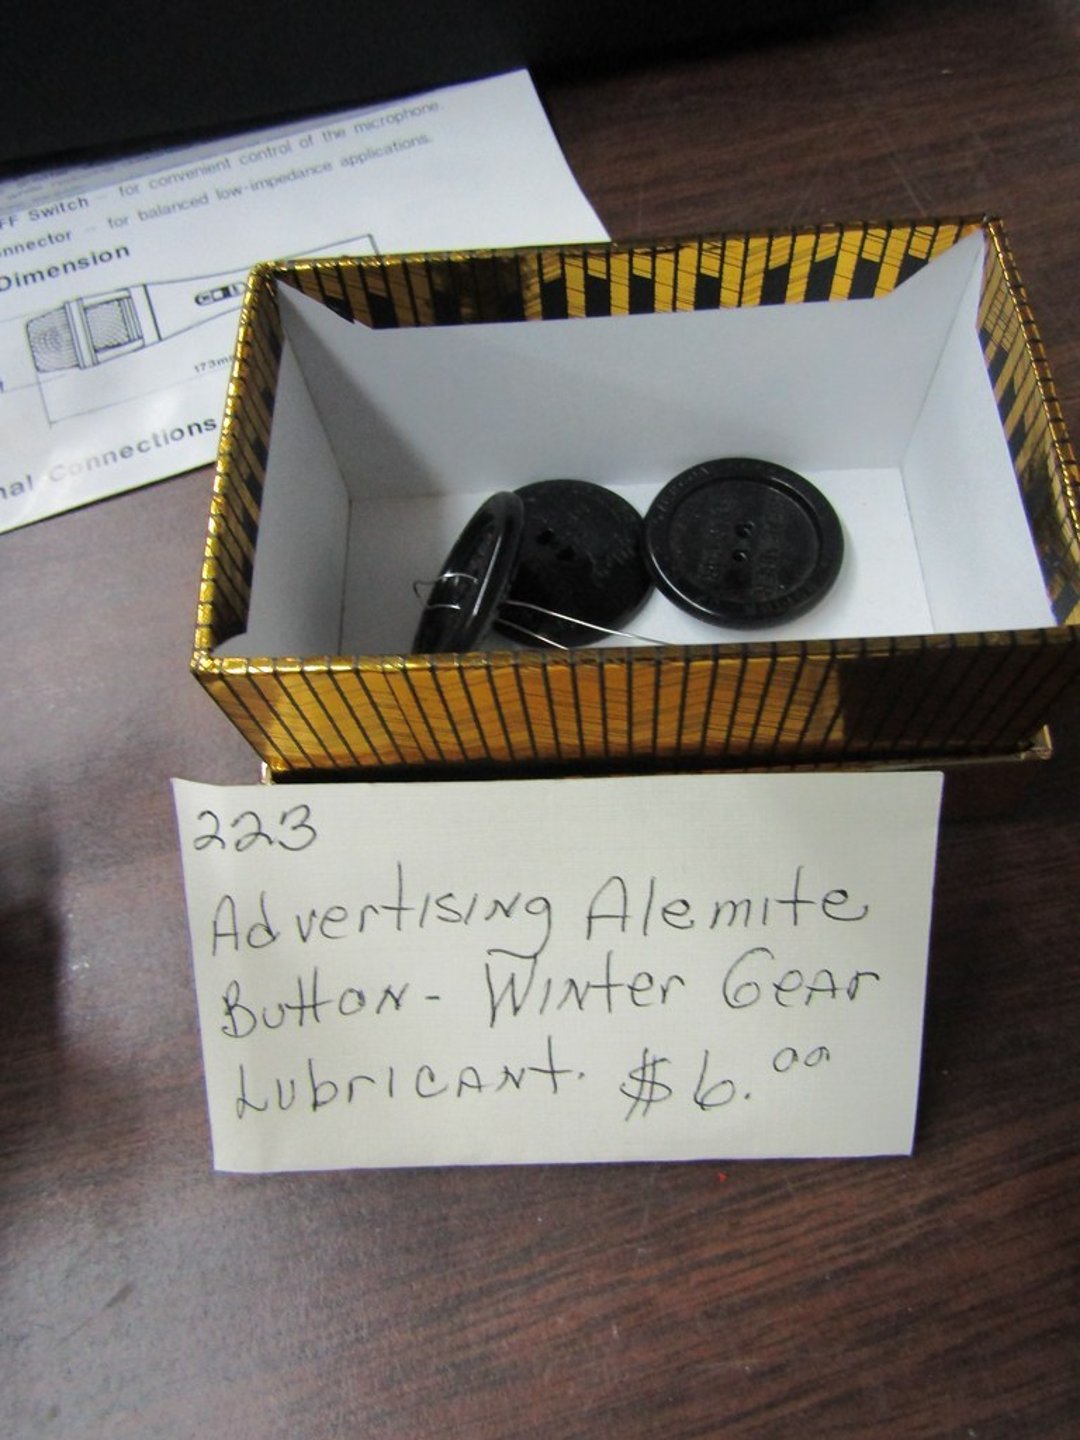 FF Switch – for convenient control of the microphone.
nnector – for balanced low-impedance applications.
Dimension
nal Connections
223
Advertising Alemite
Button - Winter Gear
Lubricant. $6.00